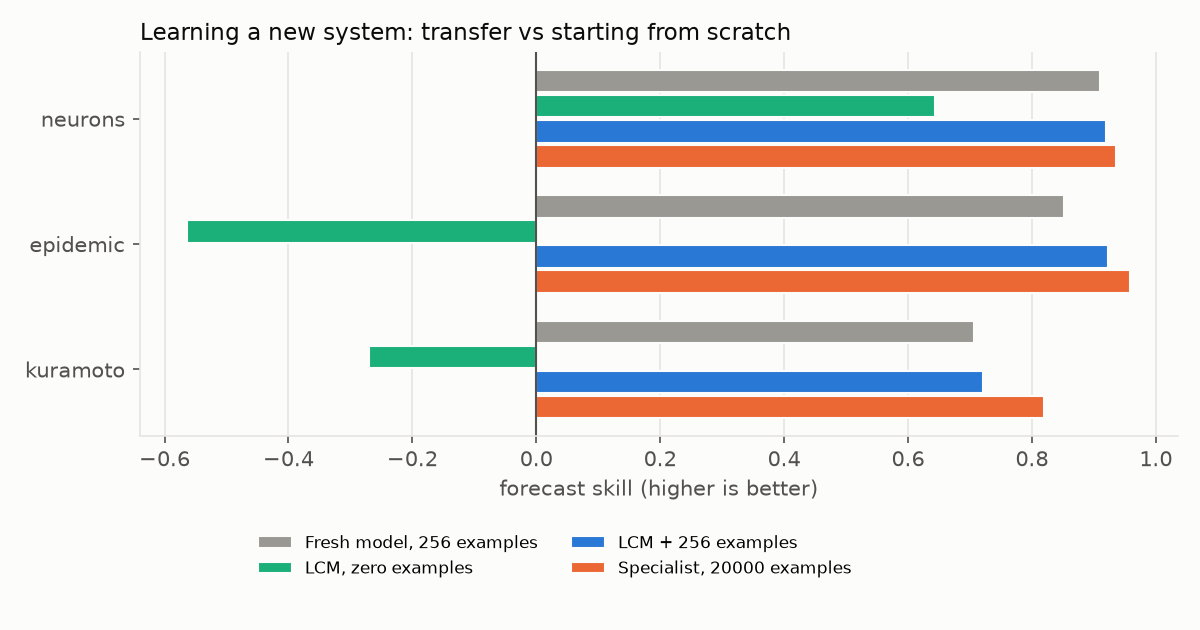 Learning a new system: transfer vs starting from scratch
neurons
epidemic
kuramoto
−0.6 −0.4 −0.2 0.0 0.2 0.4 0.6 0.8 1.0
forecast skill (higher is better)
Fresh model, 256 examples
LCM, zero examples
LCM + 256 examples
Specialist, 20000 examples